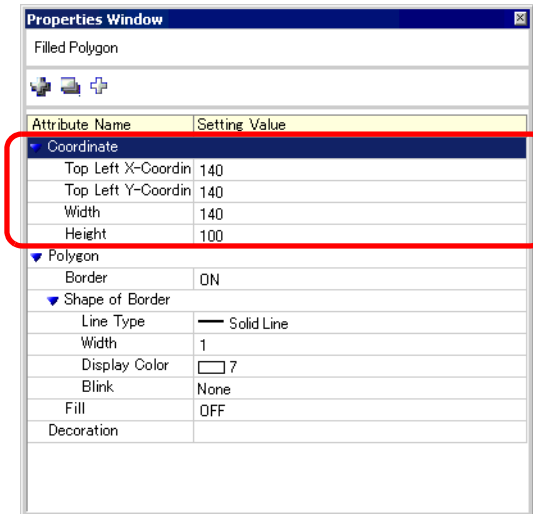 Properties Window
Filled Polygon
Attribute Name Setting Value
Coordinate
Top Left X-Coordin 140
Top Left Y-Coordin 140
Width 140
Height 100
Polygon
Border ON
Shape of Border
Line Type Solid Line
Width 1
Display Color 7
Blink None
Fill OFF
Decoration